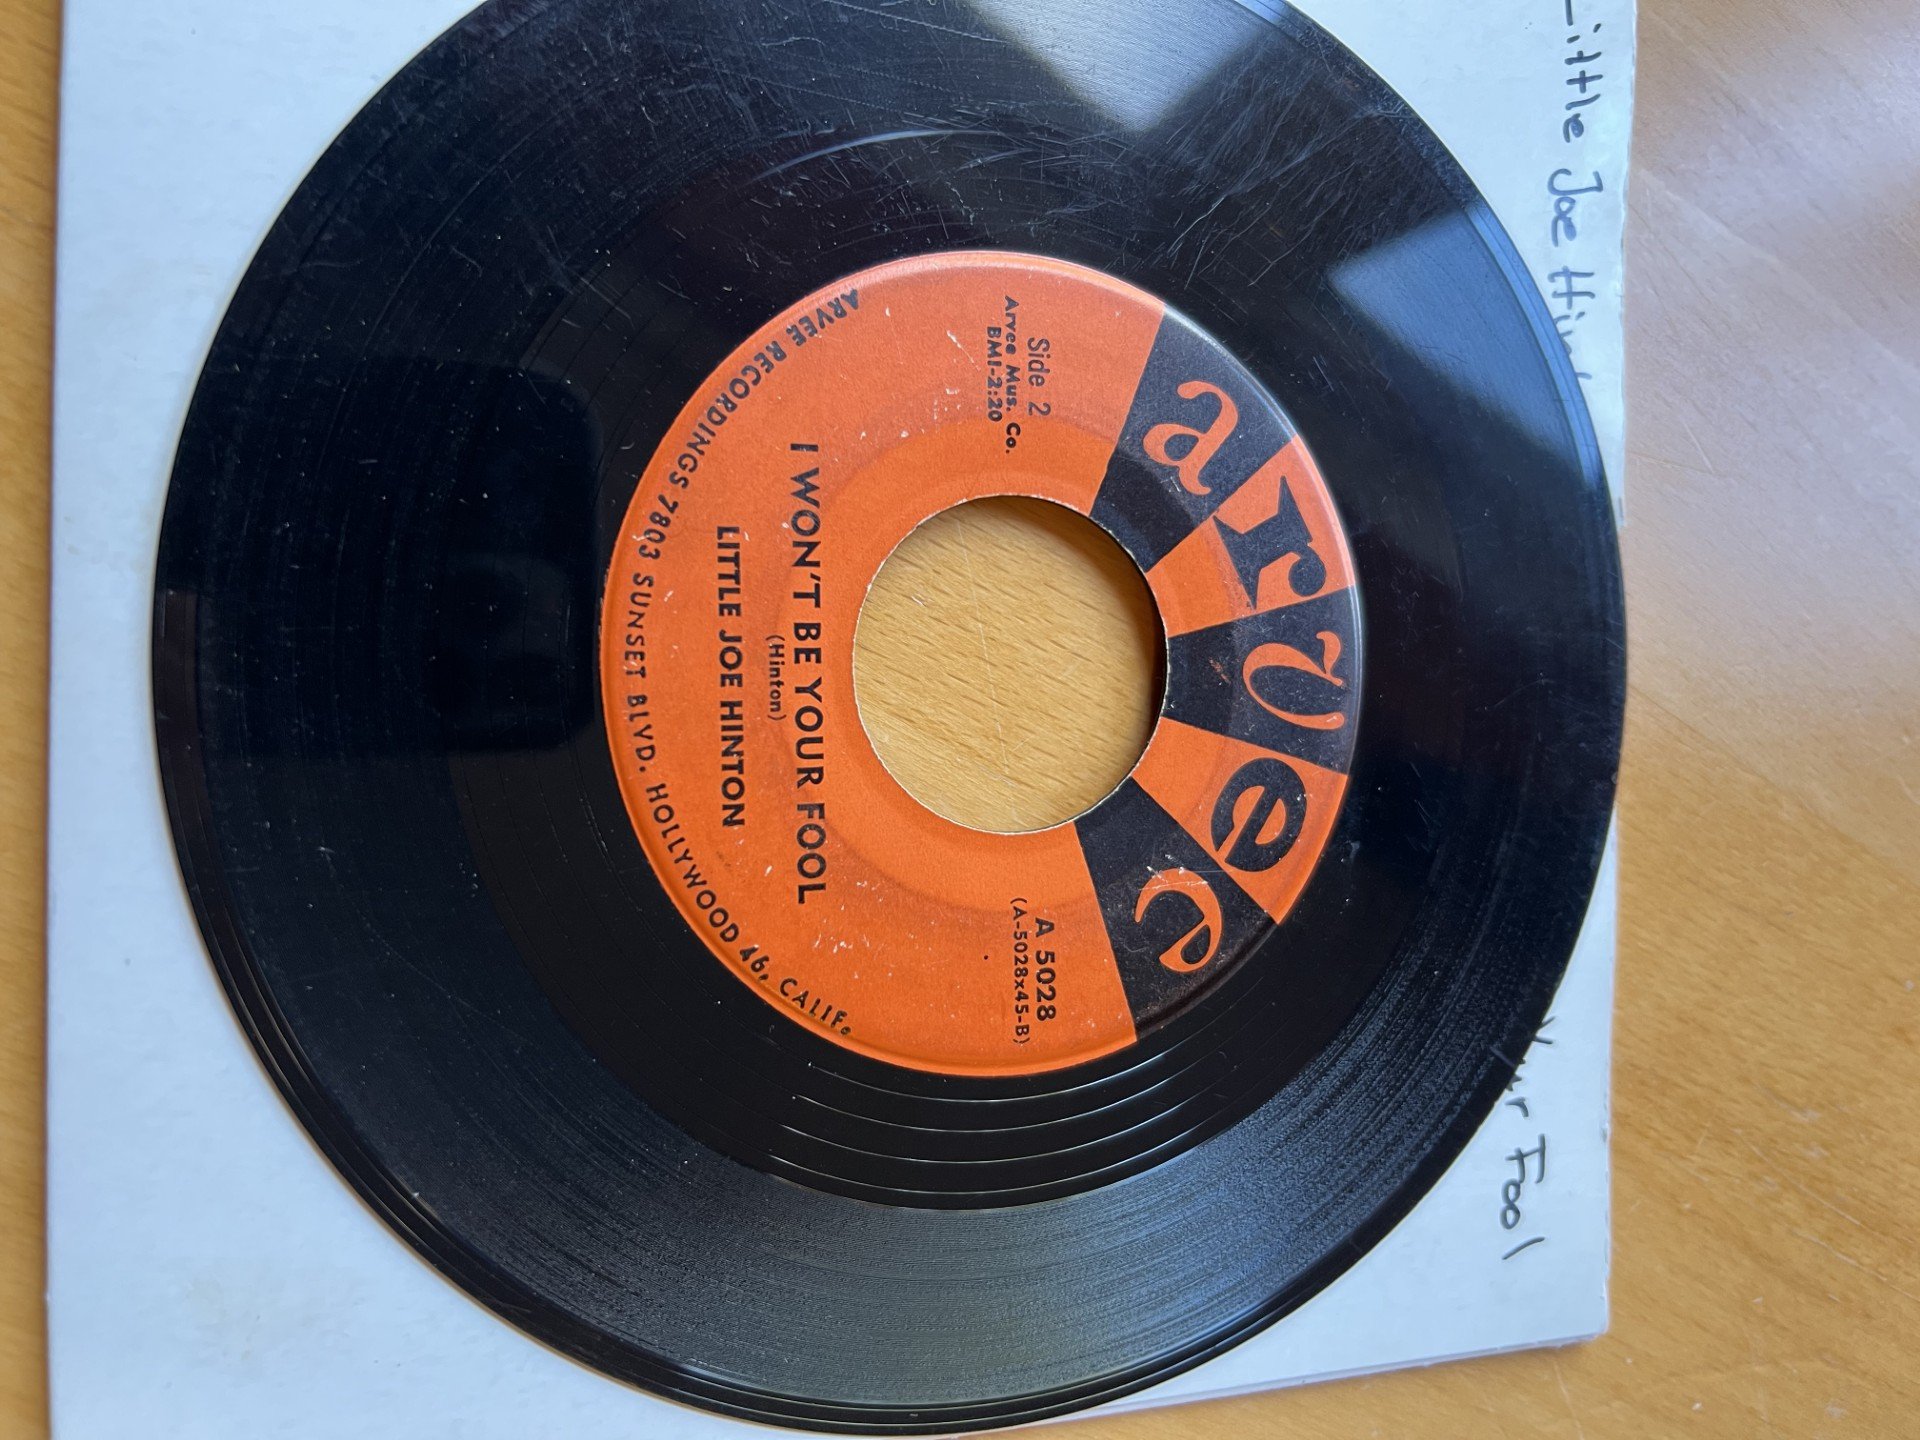 Little Joe
Fool
arvee
Side 2
Arvee Mus. Co.
BMI-2:20
A 5028
(A-5028x45-B)
I WON'T BE YOUR FOOL
(Hinton)
LITTLE JOE HINTON
ARVEE RECORDINGS 7803 SUNSET BLVD. HOLLYWOOD 46, CALIF.